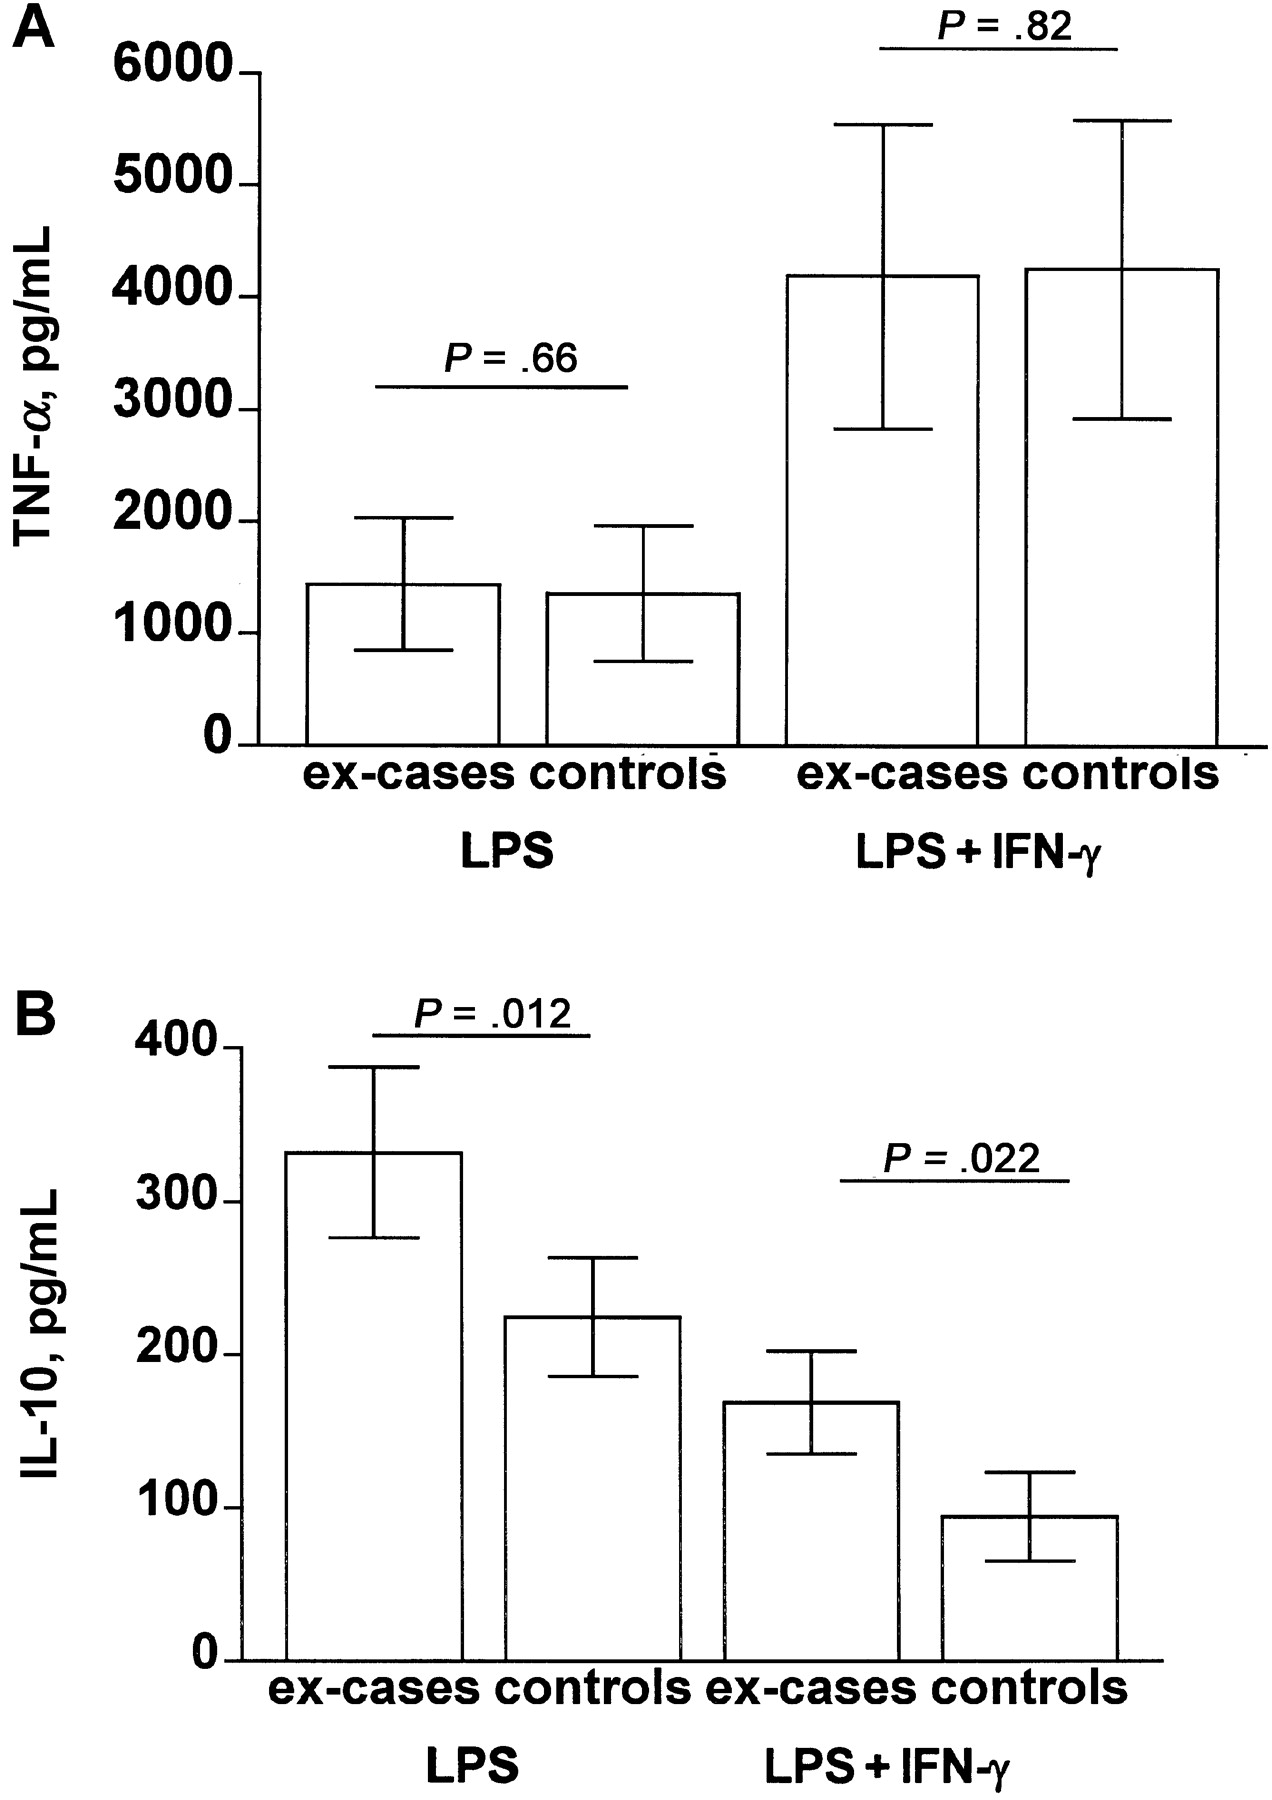 A
P = .82
6000
5000
4000
3000
2000
1000
0
TNF-α, pg/mL
P = .66
ex-cases controls ex-cases controls
LPS LPS + IFN-γ
B
P = .012
400
300
200
100
0
IL-10, pg/mL
P = .022
ex-cases controls ex-cases controls
LPS LPS + IFN-γ